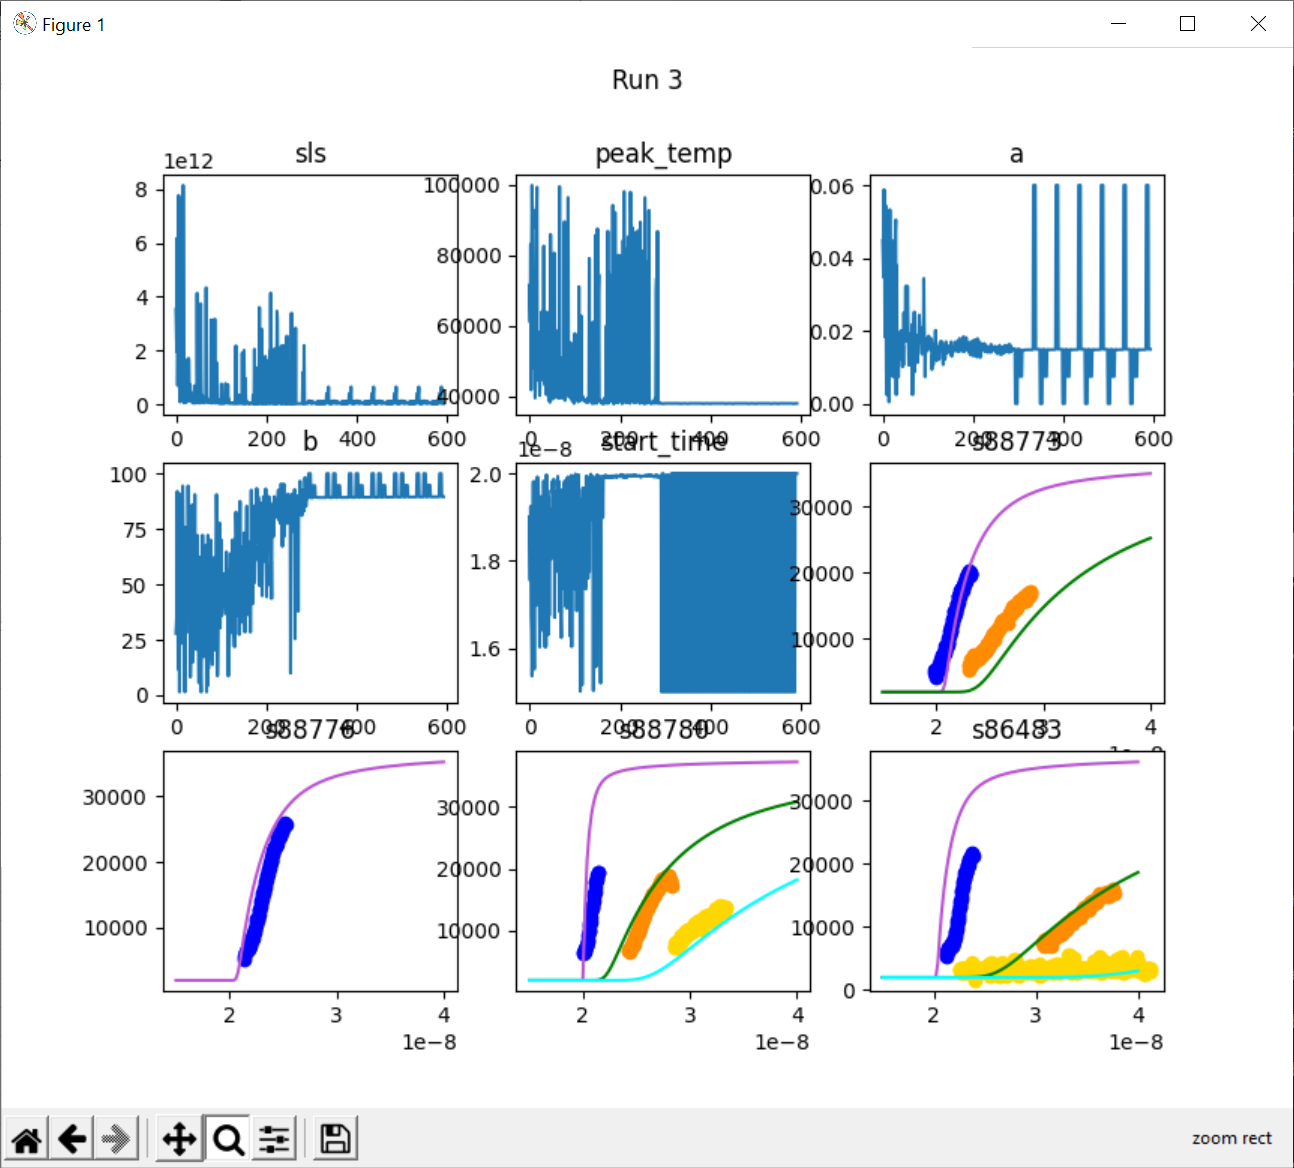 Figure 1
Run 3
sls
peak_temp
a
1e12
8
6
4
2
0
0 200 400 600
100000
80000
60000
40000
0 200 400 600
0.06
0.04
0.02
0.00
0 200 400 600
b
start_time
s88773
100
75
50
25
0
0 200 400 600
1e−8
2.0
1.8
1.6
0 200 400 600
30000
20000
10000
2 3 4
1e−8
s88776
s88780
s86483
30000
20000
10000
2 3 4
1e−8
30000
20000
10000
2 3 4
1e−8
30000
20000
10000
0
2 3 4
1e−8
zoom rect